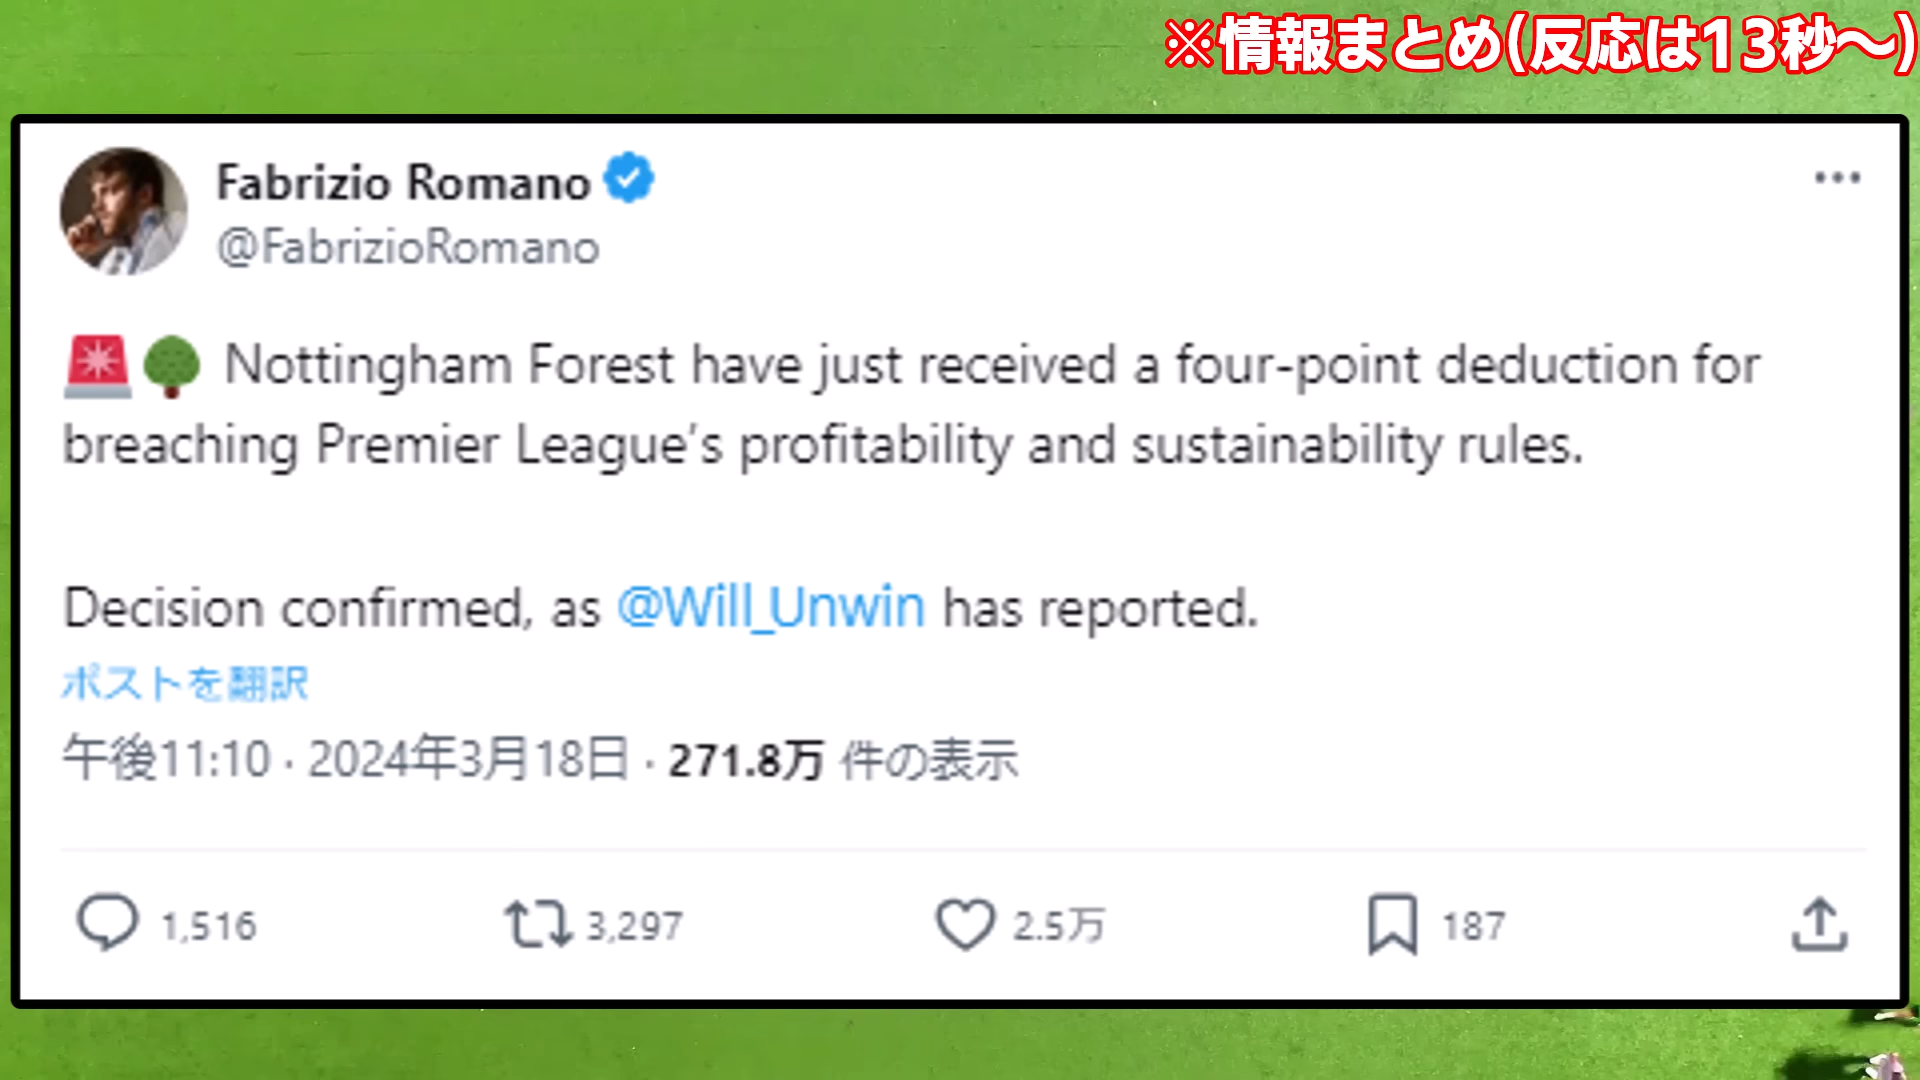 ※情報まとめ(反応は13秒～)
Fabrizio Romano
@FabrizioRomano
🚨🌳 Nottingham Forest have just received a four-point deduction for
breaching Premier League's profitability and sustainability rules.
Decision confirmed, as @Will_Unwin has reported.
ポストを翻訳
午後11:10 · 2024年3月18日 · 271.8万 件の表示
1,516 3,297 2.5万 187